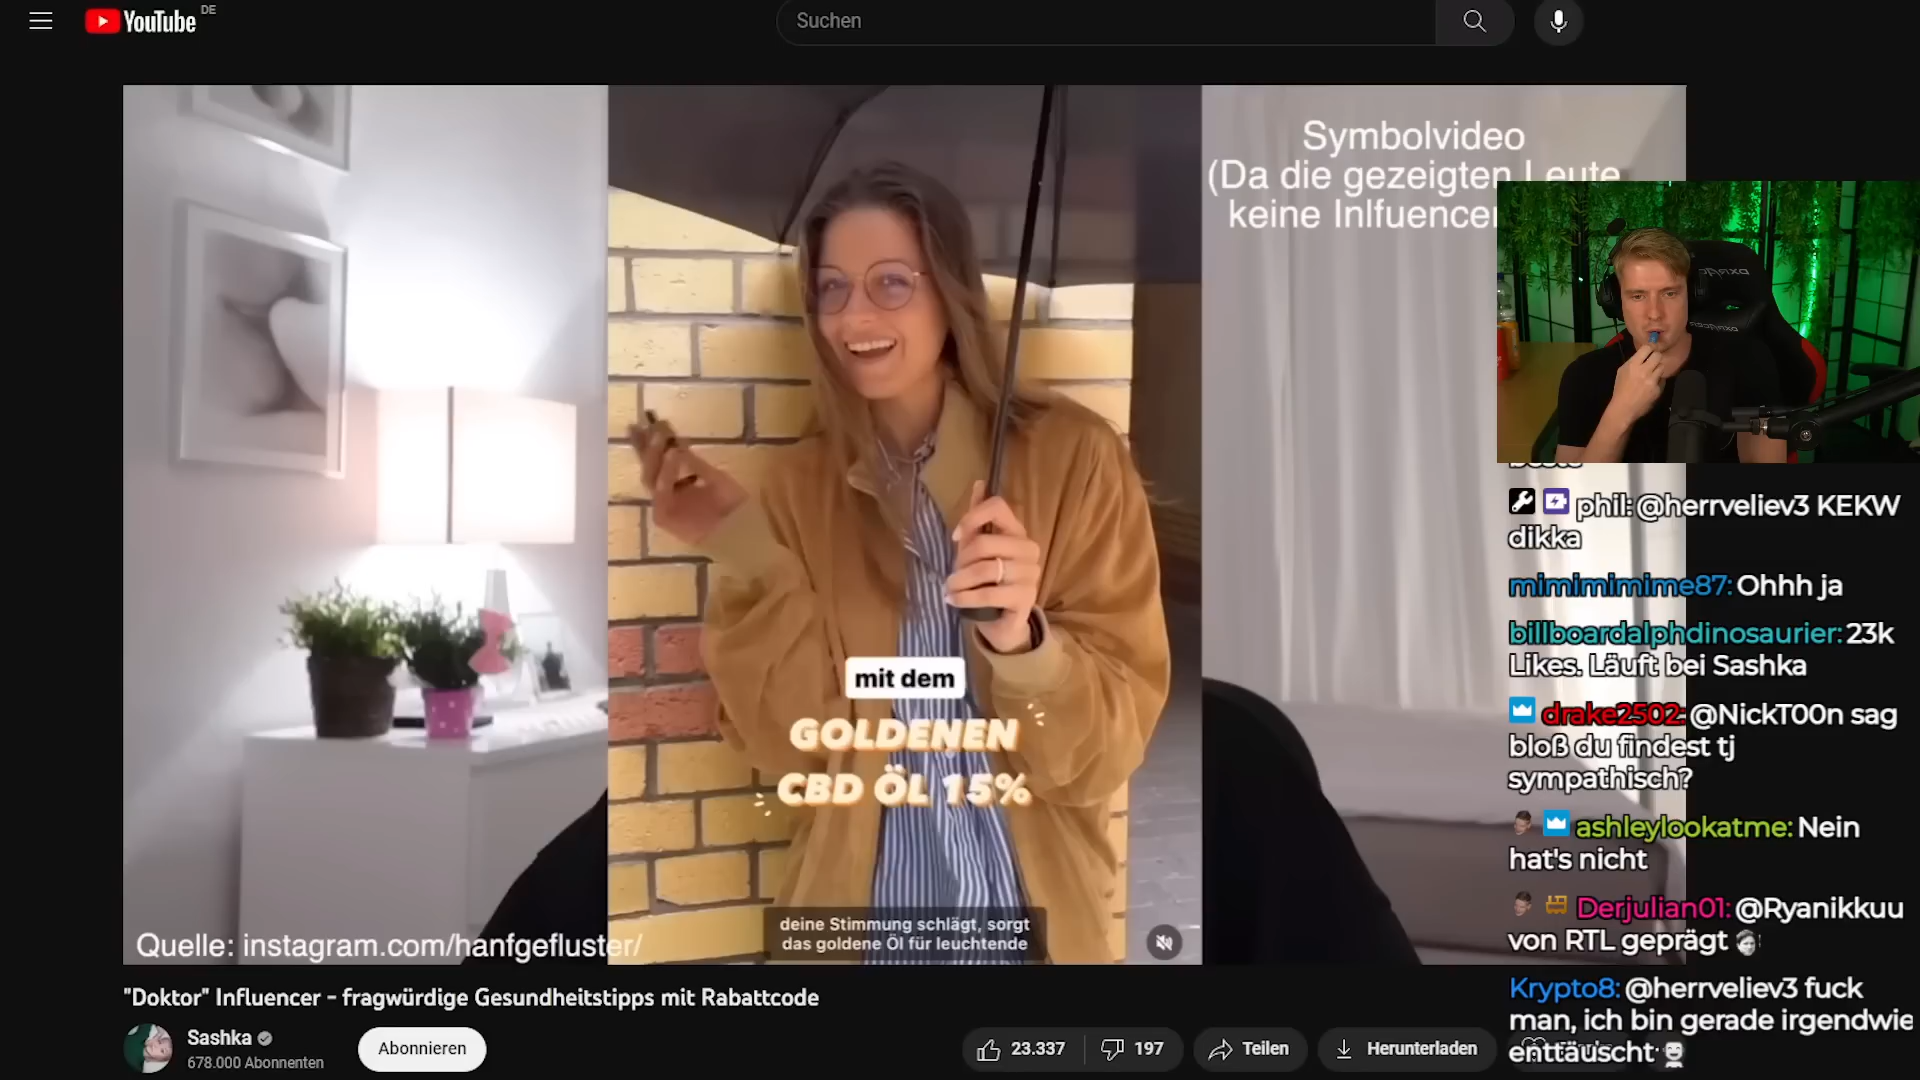 YouTube DE
Suchen
Symbolvideo
(Da die gezeigten Leute
keine Inlfuencer
mit dem
GOLDENEN
CBD ÖL 15%
deine Stimmung schlägt, sorgt
das goldene Öl für leuchtende
Quelle: instagram.com/hanfgefluster/
"Doktor" Influencer - fragwürdige Gesundheitstipps mit Rabattcode
Sashka
678.000 Abonnenten
Abonnieren
23.337
197
Teilen
Herunterladen
phil: @herrveliev3 KEKW
dikka
mimimimime87: Ohhh ja
billboardalphdinosaurier: 23k
Likes. Läuft bei Sashka
drake2502: @NickT00n sag
bloß du findest tj
sympathisch?
ashleylookatme: Nein
hat's nicht
Derjulian01: @Ryanikkuu
von RTL geprägt
Krypto8: @herrveliev3 fuck
man, ich bin gerade irgendwie
enttäuscht